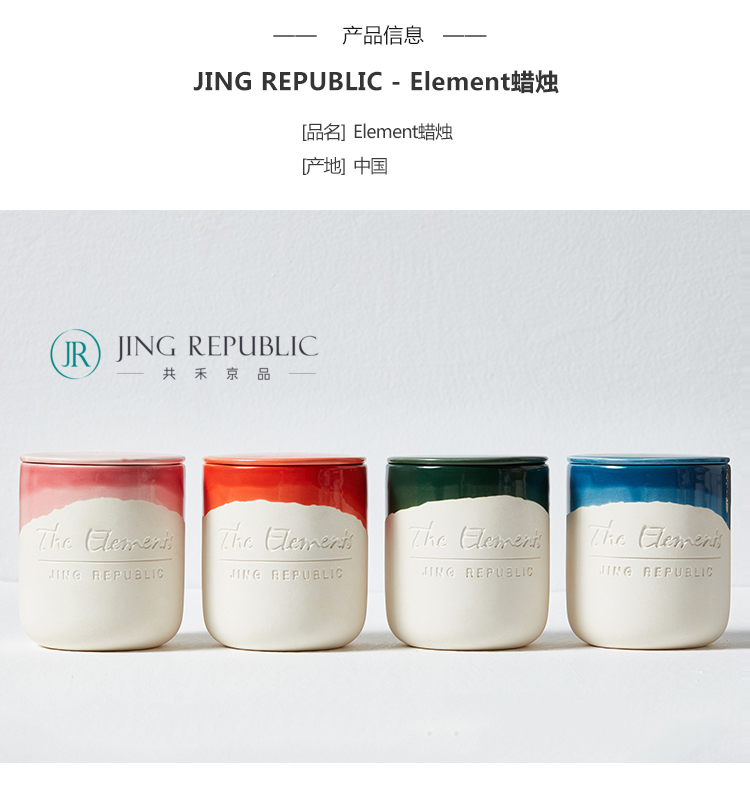 产品信息
JING REPUBLIC - Element蜡烛
[品名] Element蜡烛
[产地] 中国
JR JING REPUBLIC
共禾京品
The Elements
JING REPUBLIC
The Elements
JING REPUBLIC
The Elements
JING REPUBLIC
The Elements
JING REPUBLIC